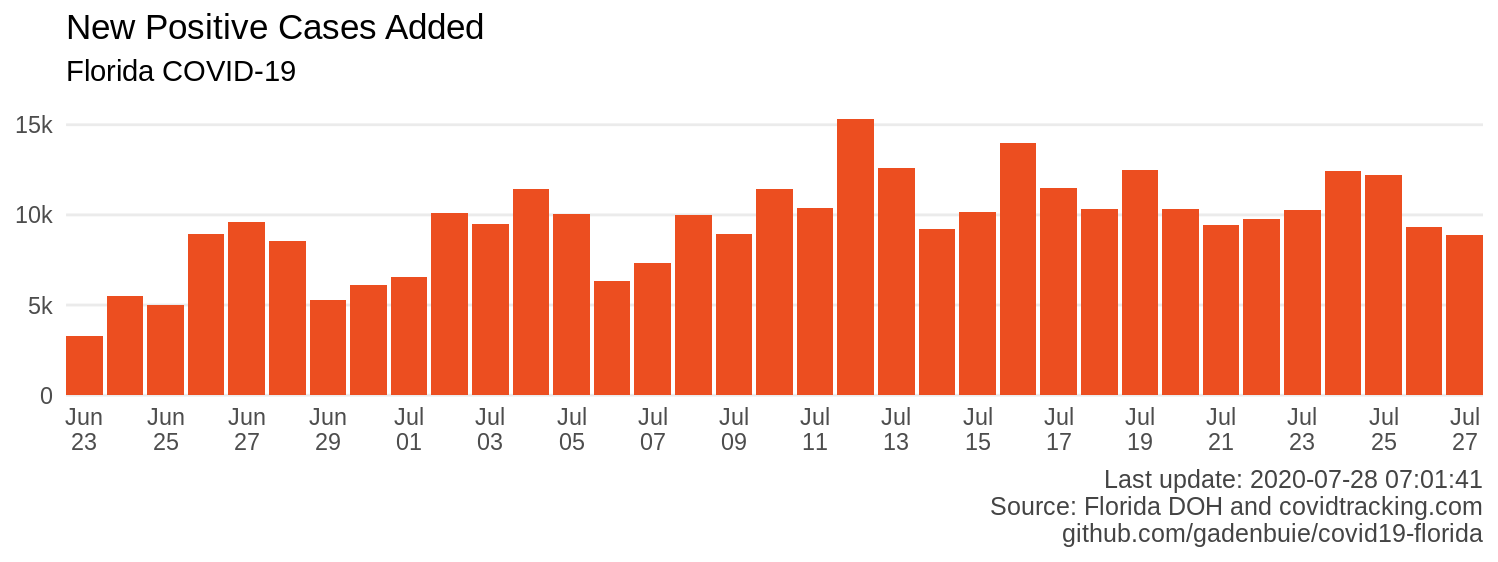 New Positive Cases Added
Florida COVID-19
15k
10k
5k
0
Jun Jun Jun Jun Jul Jul Jul Jul Jul Jul Jul Jul Jul Jul Jul Jul Jul Jul
23 25 27 29 01 03 05 07 09 11 13 15 17 19 21 23 25 27
Last update: 2020-07-28 07:01:41
Source: Florida DOH and covidtracking.com
github.com/gadenbuie/covid19-florida